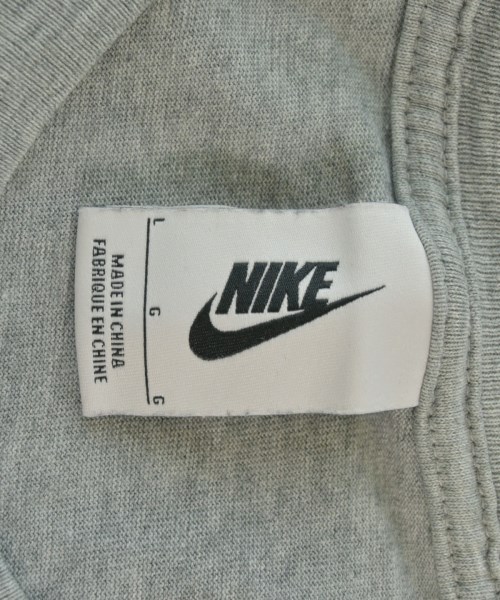 NIKE
L G G
MADE IN CHINA
FABRIQUE EN CHINE